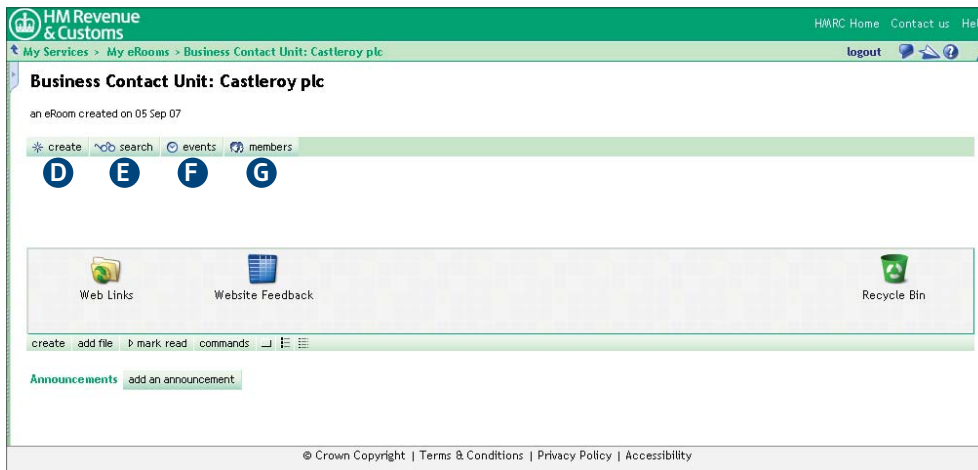 HM Revenue
& Customs
HMRC Home Contact us Hel
My Services > My eRooms > Business Contact Unit: Castleroy plc
logout
Business Contact Unit: Castleroy plc
an eRoom created on 05 Sep 07
create search events members
D E F G
Web Links Website Feedback Recycle Bin
create add file mark read commands
Announcements add an announcement
© Crown Copyright | Terms & Conditions | Privacy Policy | Accessibility